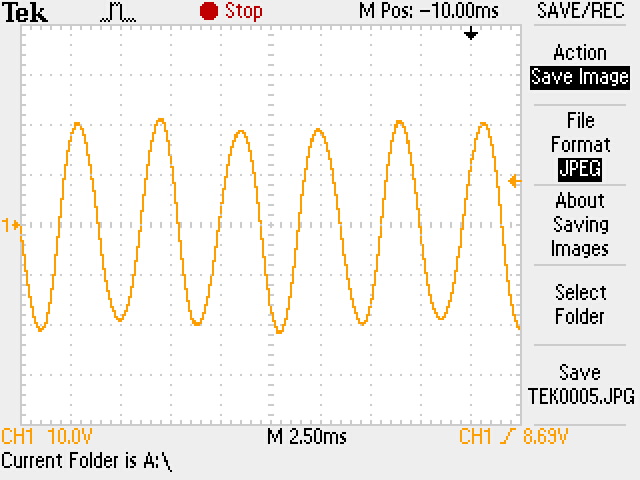 Tek Stop M Pos: -10.00ms SAVE/REC
Action
Save Image
File
Format
JPEG
About
Saving
Images
Select
Folder
Save
TEK0005.JPG
1
CH1 10.0V M 2.50ms CH1 8.69V
Current Folder is A:\